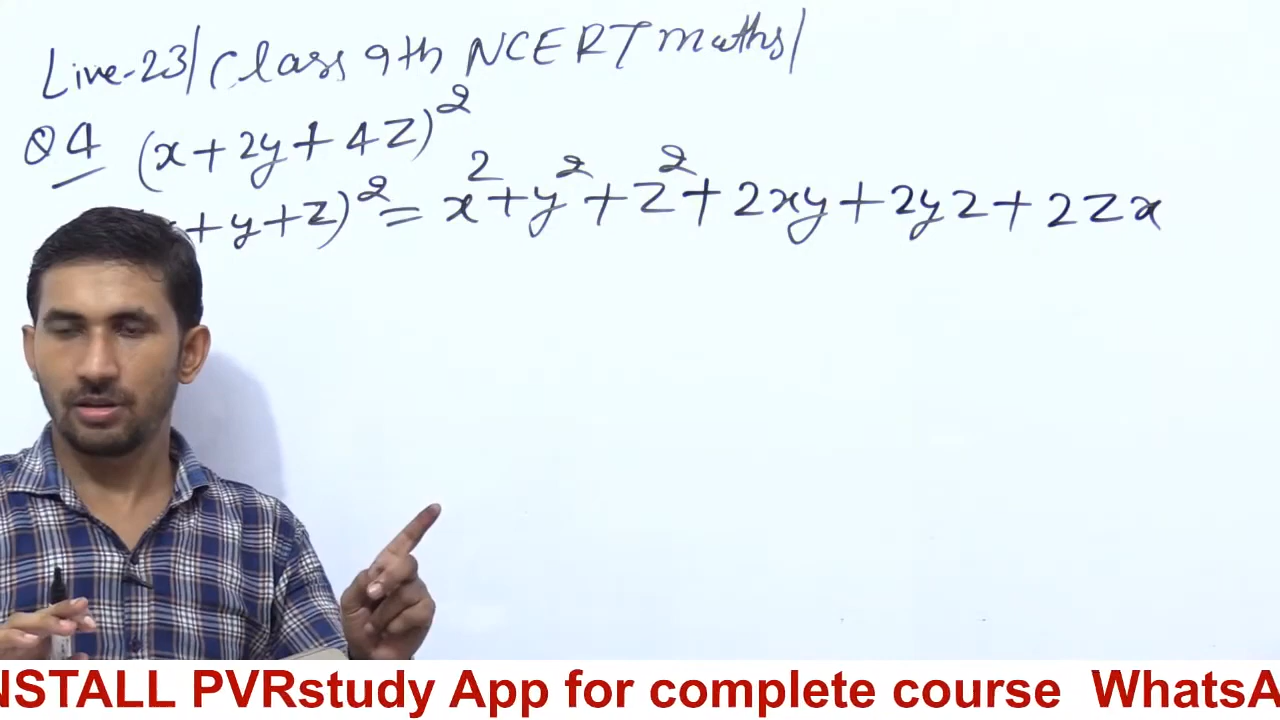 Live-23/Class 9th NCERT maths/
Q4 (x+2y+4z)²
+y+z)² = x²+y²+z²+2xy+2yz+2zx
NSTALL PVRstudy App for complete course WhatsA